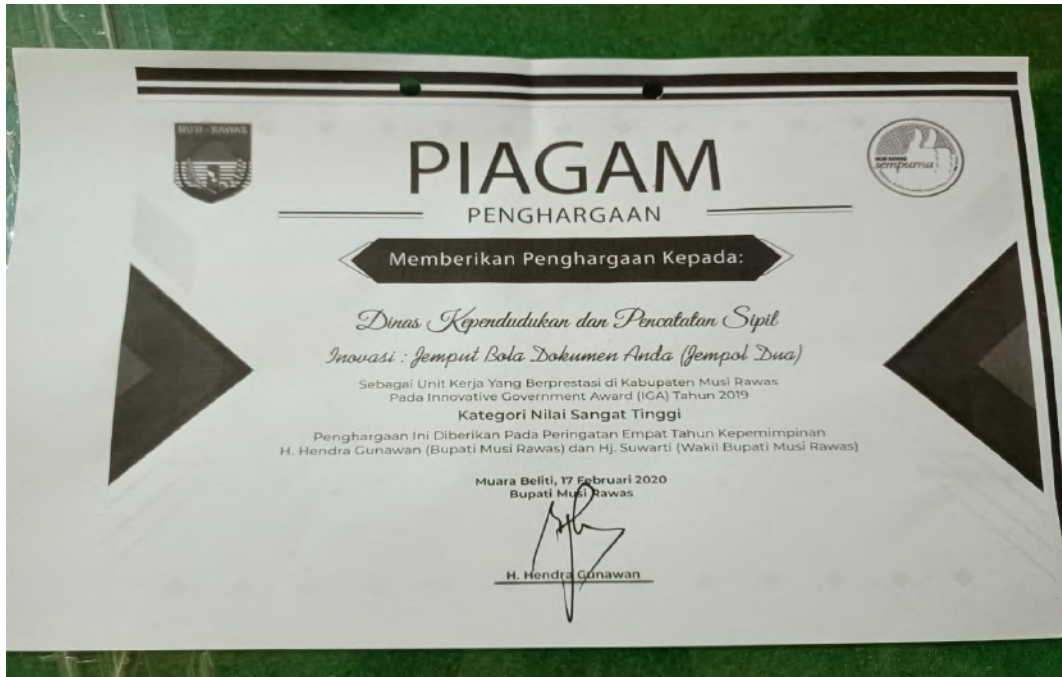 MUSI - RAWAS
MUSI RAWAS
sempurna
PIAGAM
PENGHARGAAN
Memberikan Penghargaan Kepada:
Dinas Kependudukan dan Pencatatan Sipil
Inovasi : Jemput Bola Dokumen Anda (Jempol Dua)
Sebagai Unit Kerja Yang Berprestasi di Kabupaten Musi Rawas
Pada Innovative Government Award (IGA) Tahun 2019
Kategori Nilai Sangat Tinggi
Penghargaan Ini Diberikan Pada Peringatan Empat Tahun Kepemimpinan
H. Hendra Gunawan (Bupati Musi Rawas) dan Hj. Suwarti (Wakil Bupati Musi Rawas)
Muara Beliti, 17 Februari 2020
Bupati Musi Rawas
H. Hendra Gunawan